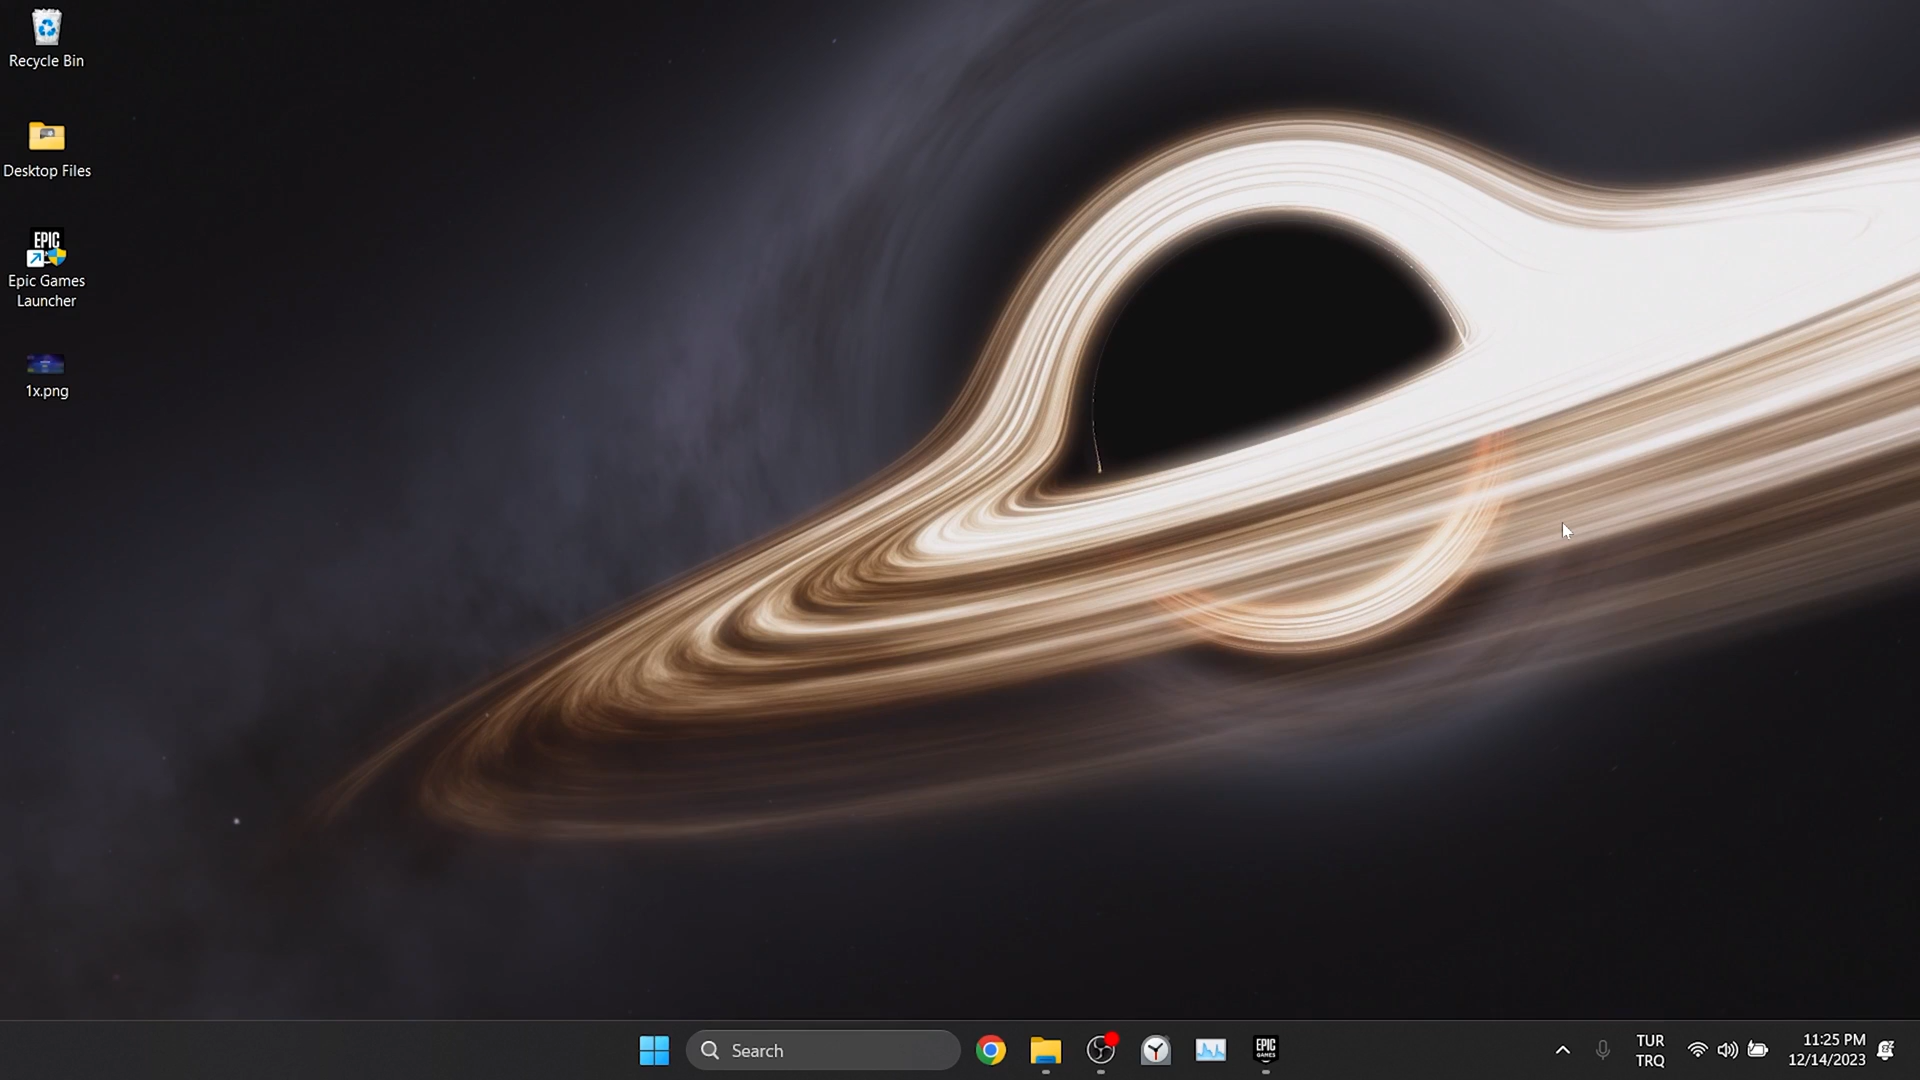 Recycle Bin
Desktop Files
EPIC
Epic Games
Launcher
1x.png
Search
EPIC
GAMES
TUR
TRQ
11:25 PM
12/14/2023